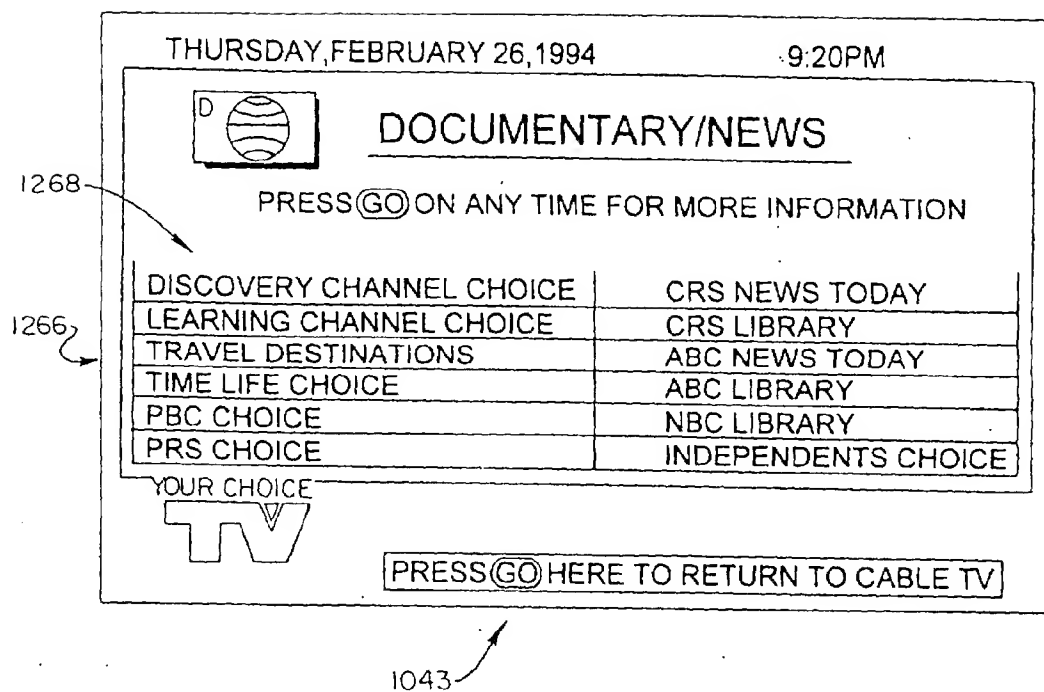 THURSDAY,FEBRUARY 26,1994 9:20PM
D
DOCUMENTARY/NEWS
1268
PRESS GO ON ANY TIME FOR MORE INFORMATION
DISCOVERY CHANNEL CHOICE CRS NEWS TODAY
LEARNING CHANNEL CHOICE CRS LIBRARY
1266
TRAVEL DESTINATIONS ABC NEWS TODAY
TIME LIFE CHOICE ABC LIBRARY
PBC CHOICE NBC LIBRARY
PRS CHOICE INDEPENDENTS CHOICE
YOUR CHOICE
TV
PRESS GO HERE TO RETURN TO CABLE TV
1043